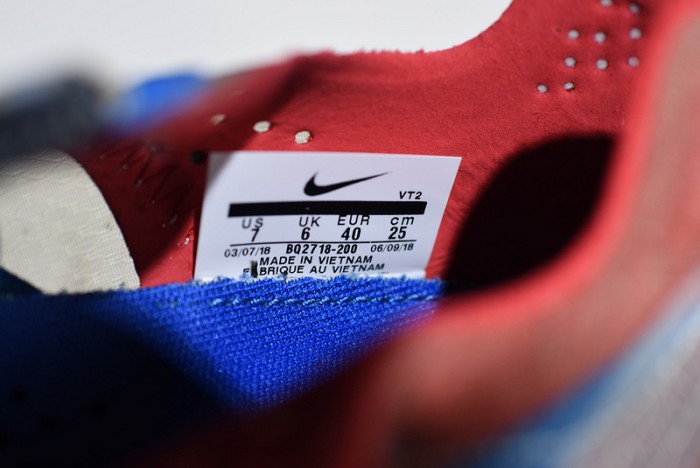 VT2
US UK EUR cm
7 6 40 25
03/07/18 BQ2718-200 06/09/18
MADE IN VIETNAM
FABRIQUE AU VIETNAM